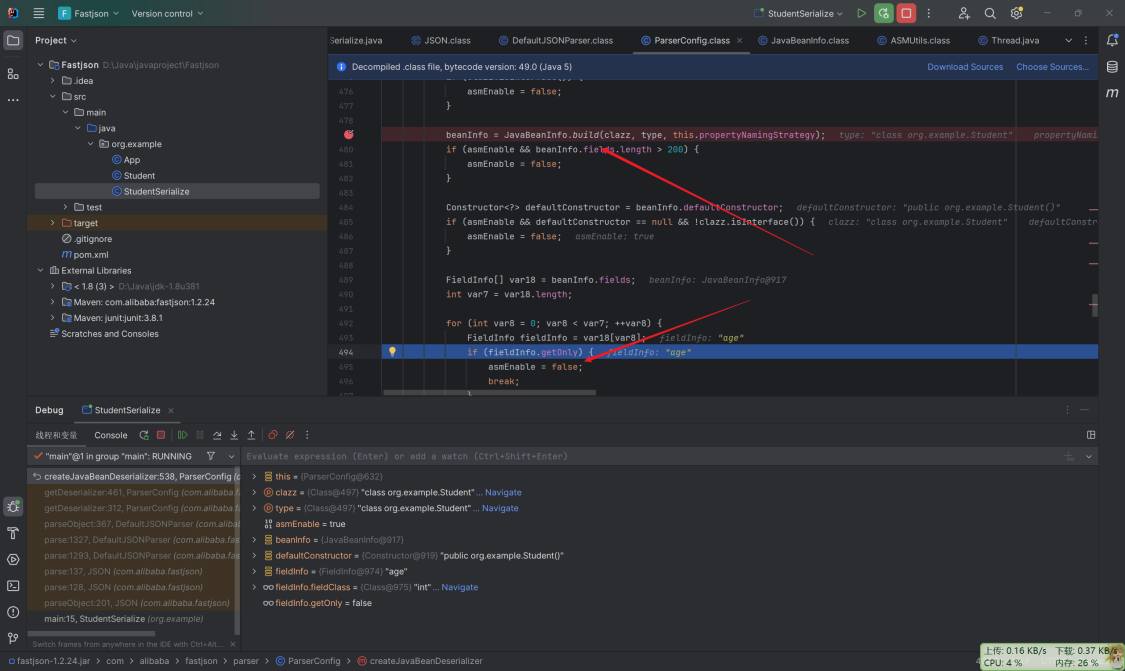 Fastjson Version control StudentSerialize
Project
Serialize.java JSON.class DefaultJSONParser.class ParserConfig.class JavaBeanInfo.class ASMUtils.class Thread.java
Decompiled .class file, bytecode version: 49.0 (Java 5) Download Sources Choose Sources...
Fastjson D:\Java\javaproject\Fastjson
.idea
src
main
java
org.example
App
Student
StudentSerialize
test
target
.gitignore
pom.xml
External Libraries
< 1.8 (3) > D:\Java\jdk-1.8u381
Maven: com.alibaba:fastjson:1.2.24
Maven: junit:junit:3.8.1
Scratches and Consoles
476 asmEnable = false;
477 }
478
beanInfo = JavaBeanInfo.build(clazz, type, this.propertyNamingStrategy); type: "class org.example.Student" propertyNami
480 if (asmEnable && beanInfo.fields.length > 200) {
481 asmEnable = false;
482 }
483
484 Constructor<?> defaultConstructor = beanInfo.defaultConstructor; defaultConstructor: "public org.example.Student()"
485 if (asmEnable && defaultConstructor == null && !clazz.isInterface()) { clazz: "class org.example.Student" defaultConstr
486 asmEnable = false; asmEnable: true
487 }
488
489 FieldInfo[] var18 = beanInfo.fields; beanInfo: JavaBeanInfo@917
490 int var7 = var18.length;
491
492 for (int var8 = 0; var8 < var7; ++var8) {
493 FieldInfo fieldInfo = var18[var8]; fieldInfo: "age"
494 if (fieldInfo.getOnly) { fieldInfo: "age"
495 asmEnable = false;
496 break;
Debug StudentSerialize
线程和变量 Console
"main"@1 in group "main": RUNNING
Evaluate expression (Enter) or add a watch (Ctrl+Shift+Enter)
createJavaBeanDeserializer:538, ParserConfig (c
getDeserializer:461, ParserConfig (com.alibaba.f
getDeserializer:312, ParserConfig (com.alibaba.f
parseObject:367, DefaultJSONParser (com.alibab
parse:1327, DefaultJSONParser (com.alibaba.fas
parse:1293, DefaultJSONParser (com.alibaba.fas
parse:137, JSON (com.alibaba.fastjson)
parse:128, JSON (com.alibaba.fastjson)
parseObject:201, JSON (com.alibaba.fastjson)
main:15, StudentSerialize (org.example)
Switch frames from anywhere in the IDE with Ctrl+Alt...
this = {ParserConfig@632}
clazz = {Class@497} "class org.example.Student" ... Navigate
type = {Class@497} "class org.example.Student" ... Navigate
asmEnable = true
beanInfo = {JavaBeanInfo@917}
defaultConstructor = {Constructor@919} "public org.example.Student()"
fieldInfo = {FieldInfo@974} "age"
fieldInfo.fieldClass = {Class@975} "int" ... Navigate
fieldInfo.getOnly = false
fastjson-1.2.24.jar > com > alibaba > fastjson > parser > ParserConfig > createJavaBeanDeserializer
上传: 0.16 KB/s 下载: 0.37 KB/s
CPU: 4 % 内存: 26 %